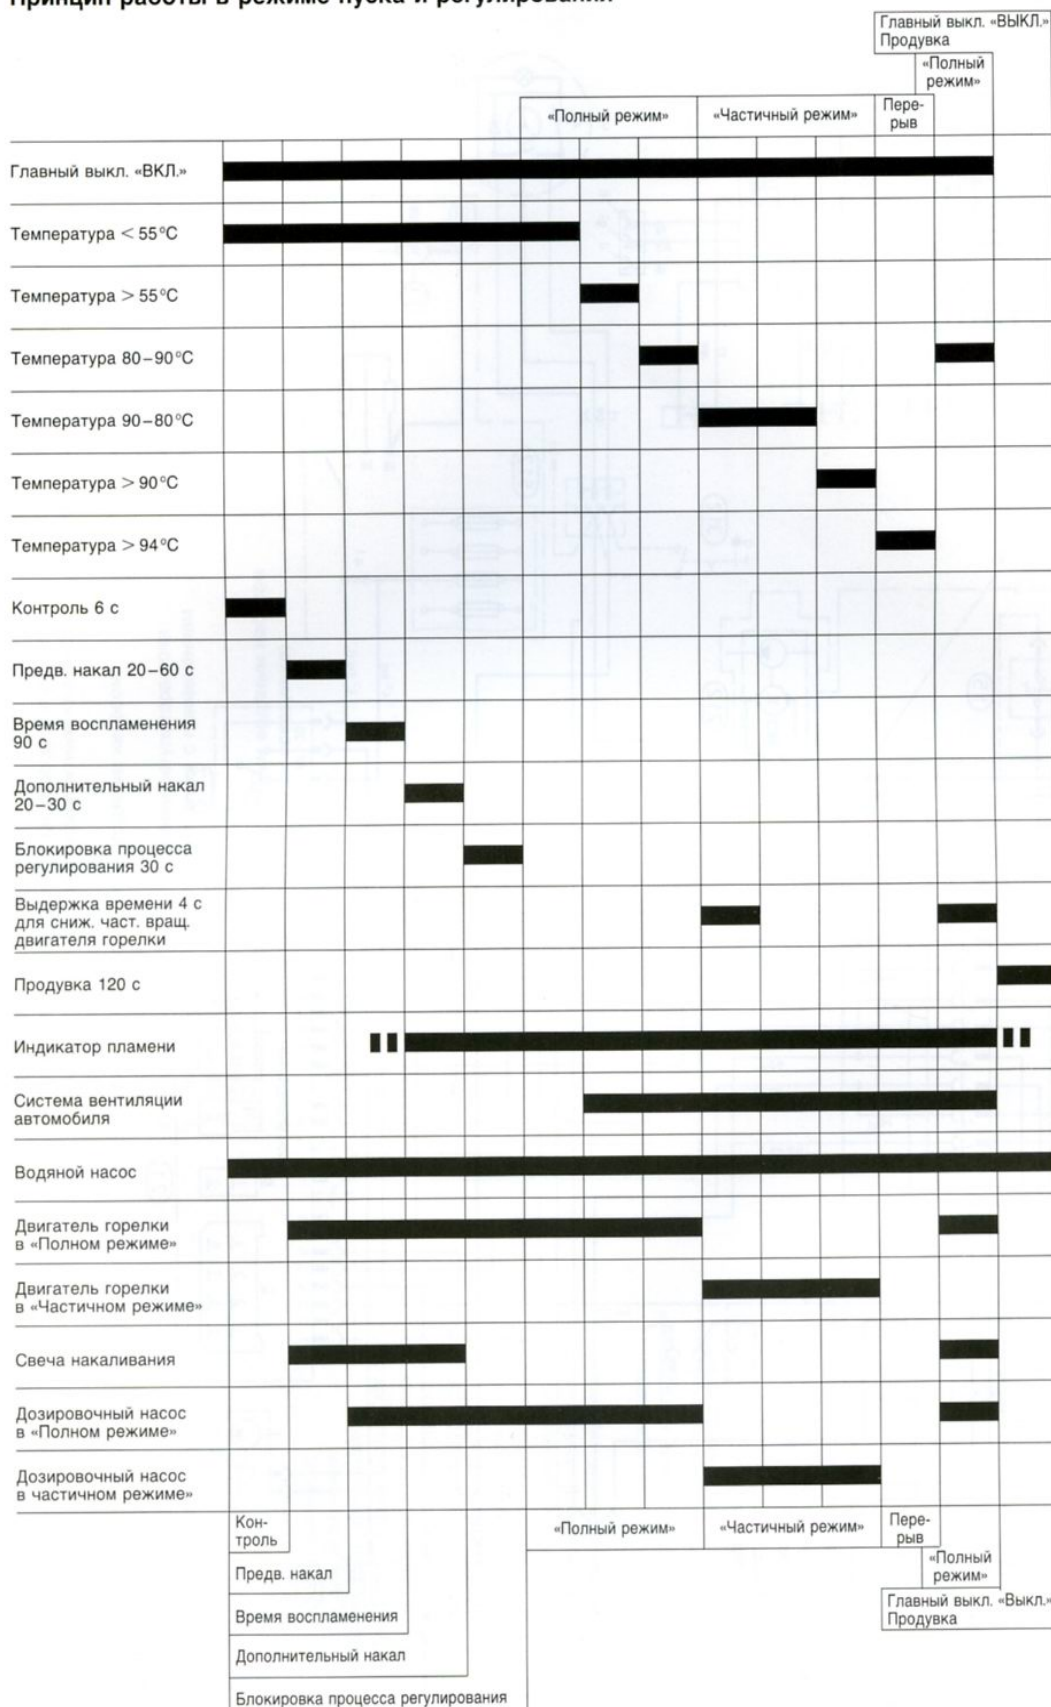 Принцип работы в режиме пуска и регулирования
Главный выкл. «ВЫКЛ.»
Продувка
«Полный
режим»
«Полный режим»
«Частичный режим»
Пере-
рыв
Главный выкл. «ВКЛ.»
Температура < 55°C
Температура > 55°C
Температура 80–90°C
Температура 90–80°C
Температура > 90°C
Температура > 94°C
Контроль 6 с
Предв. накал 20–60 с
Время воспламенения
90 с
Дополнительный накал
20–30 с
Блокировка процесса
регулирования 30 с
Выдержка времени 4 с
для сниж. част. вращ.
двигателя горелки
Продувка 120 с
Индикатор пламени
Система вентиляции
автомобиля
Водяной насос
Двигатель горелки
в «Полном режиме»
Двигатель горелки
в «Частичном режиме»
Свеча накаливания
Дозировочный насос
в «Полном режиме»
Дозировочный насос
в частичном режиме»
Кон-
троль
«Полный режим»
«Частичный режим»
Пере-
рыв
«Полный
режим»
Предв. накал
Главный выкл. «Выкл.»
Продувка
Время воспламенения
Дополнительный накал
Блокировка процесса регулирования